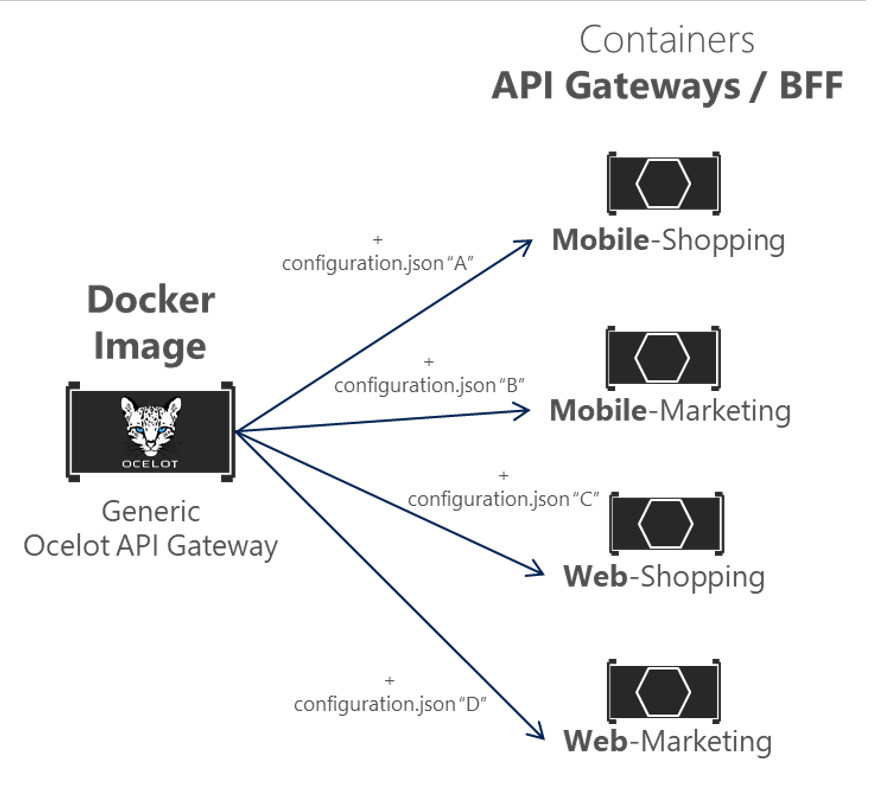 Containers
API Gateways / BFF
Mobile-Shopping
+
configuration.json “A”
Docker
Image
+
configuration.json “B”
Mobile-Marketing
OCELOT
+
configuration.json “C”
Generic
Ocelot API Gateway
Web-Shopping
+
configuration.json “D”
Web-Marketing